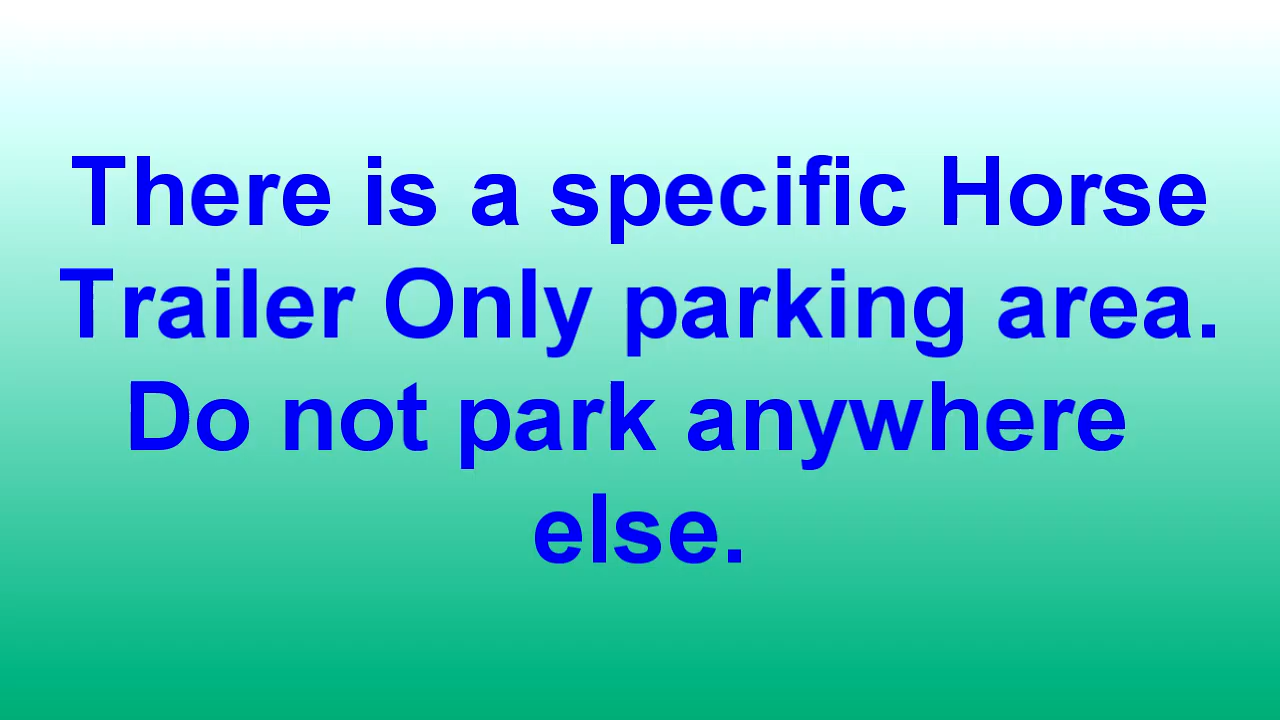 There is a specific Horse
Trailer Only parking area.
Do not park anywhere
else.